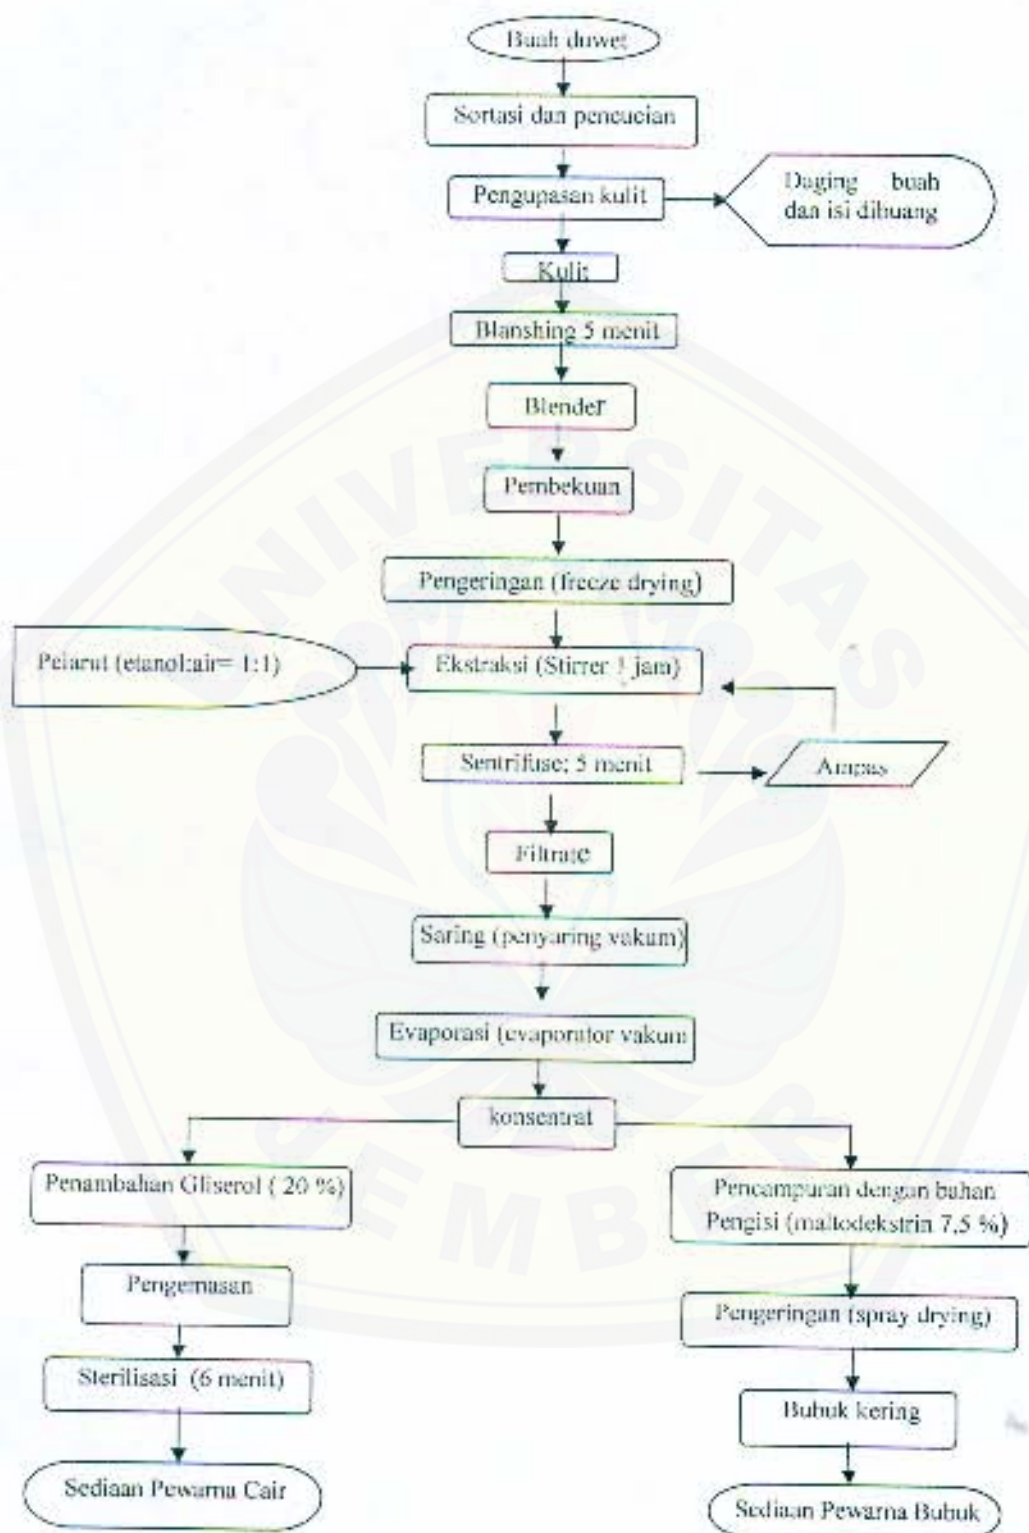 Buah duwet
Sortasi dan pencucian
Pengupasan kulit
Daging buah
dan isi dibuang
Kulit
Blanshing 5 menit
Blender
Pembekuan
Pengeringan (freeze drying)
Pelarut (etanol:air= 1:1)
Ekstraksi (Stirrer jam)
Sentrifuse; 5 menit
Ampas
Filtrate
Saring (penyaring vakum)
Evaporasi (evaporator vakum
konsentrat
Penambahan Gliserol ( 20 %)
Pengemasan
Sterilisasi (6 menit)
Sediaan Pewarna Cair
Pencampuran dengan bahan
Pengisi (maltodekstrin 7,5 %)
Pengeringan (spray drying)
Bubuk kering
Sediaan Pewarna Bubuk
UNIVERSITAS
JEMBER